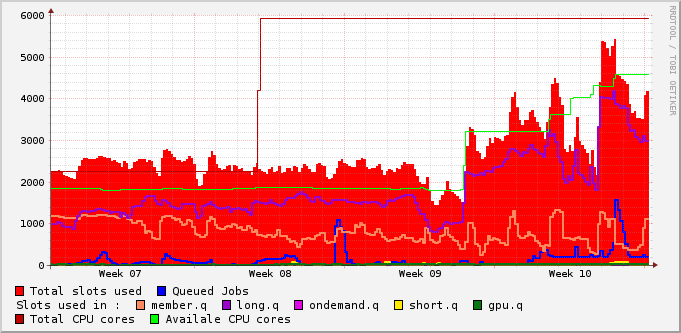 6000
5000
4000
3000
2000
1000
0
Week 07 Week 08 Week 09 Week 10
RRDTOOL / TOBI OETIKER
Total slots used Queued Jobs
Slots used in : member.q long.q ondemand.q short.q gpu.q
Total CPU cores Availale CPU cores